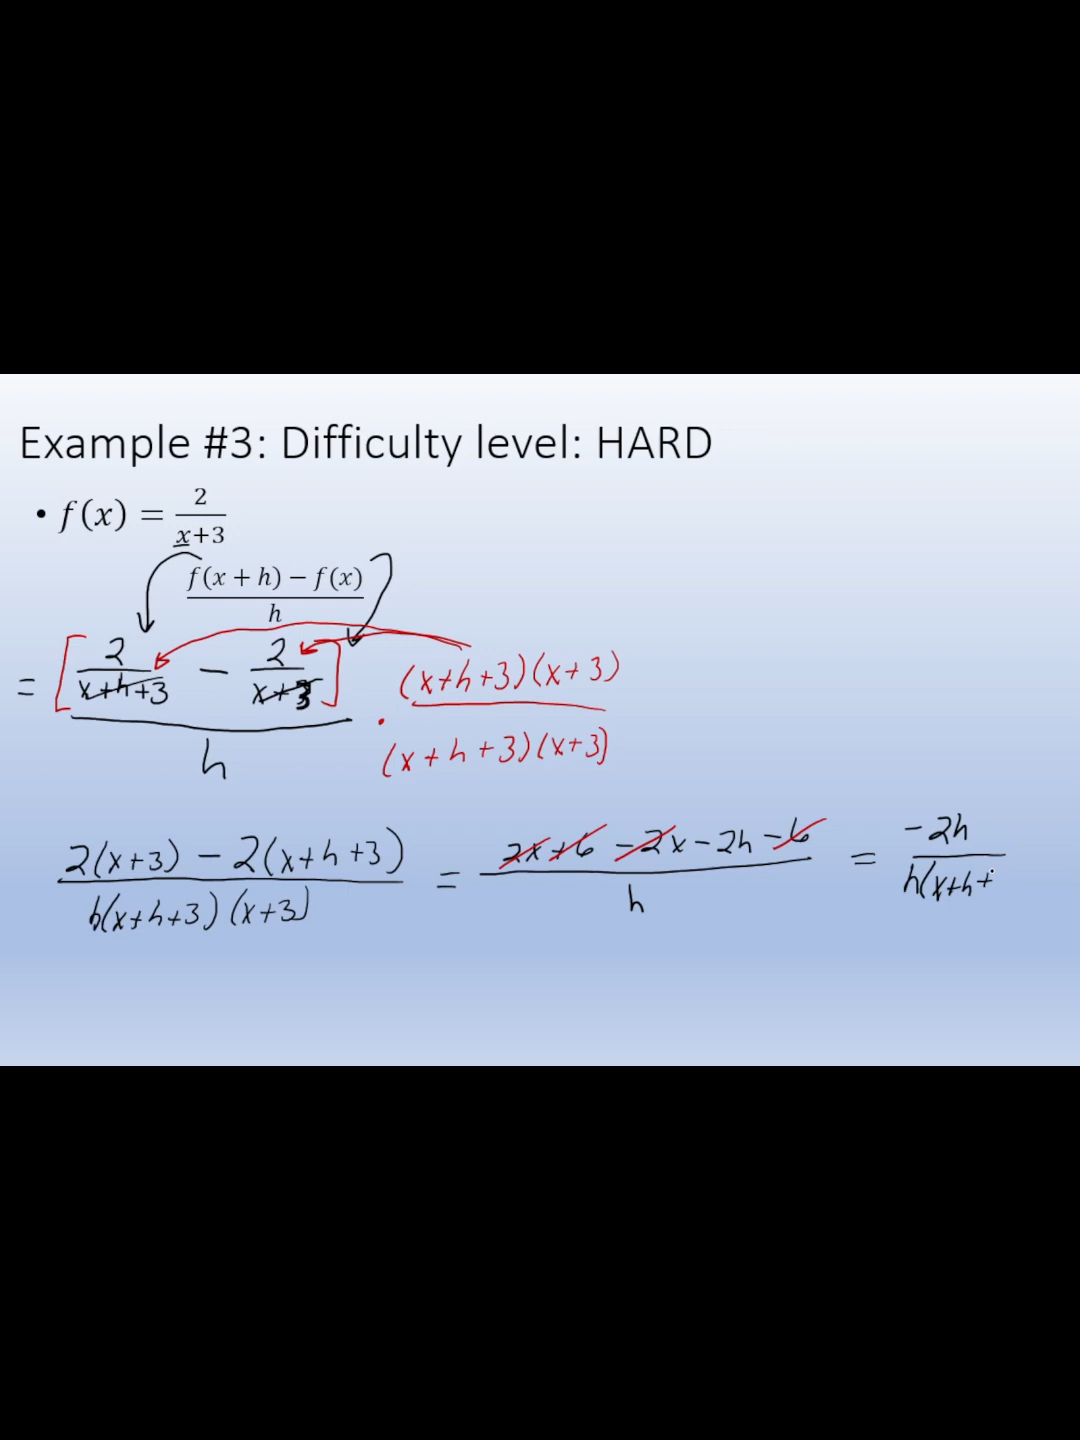 Example #3: Difficulty level: HARD
• f(x) = 2/(x+3)
(f(x + h) − f(x))/h
= [2/(x+h+3) − 2/(x+3)]/h · (x+h+3)(x+3)/(x+h+3)(x+3)
(2(x+3) − 2(x+h+3))/(h(x+h+3)(x+3)) = (2x+6 −2x −2h −6)/h = −2h/(h(x+h+